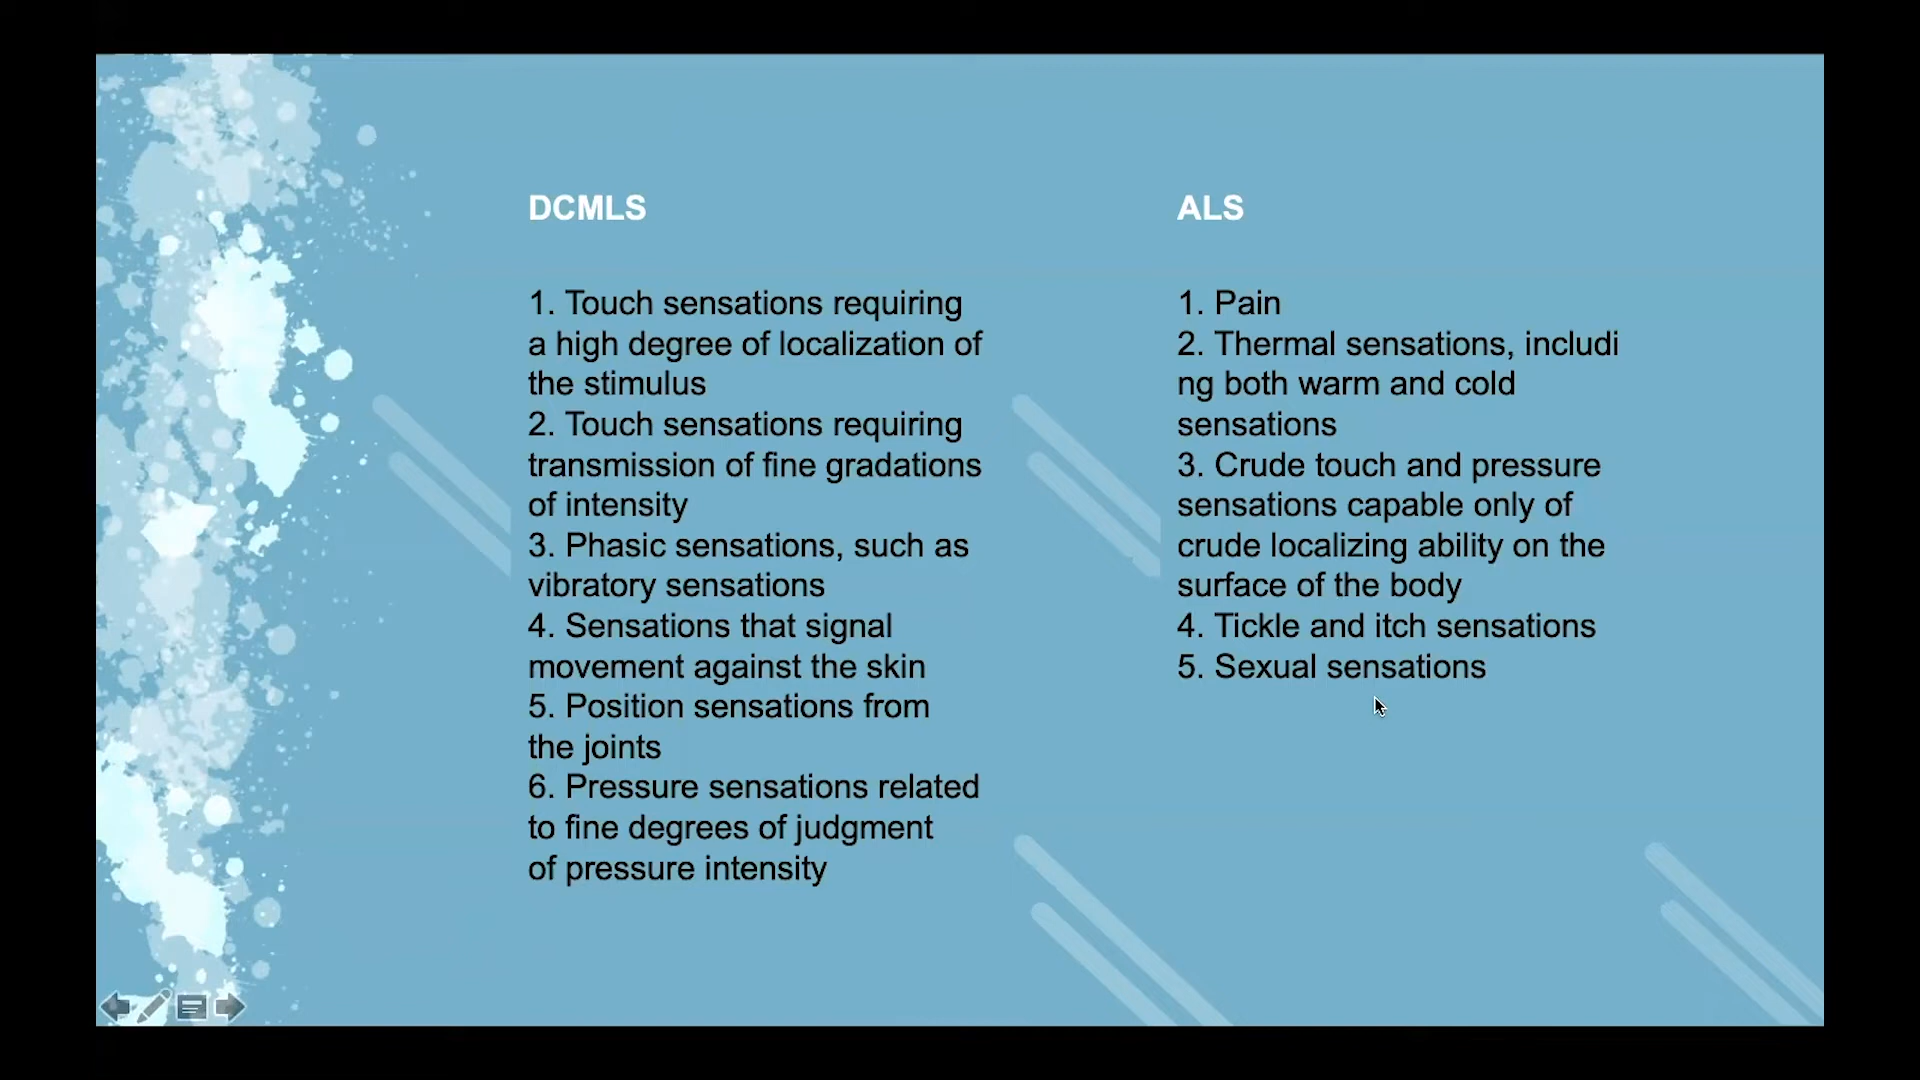 DCMLS
1. Touch sensations requiring
a high degree of localization of
the stimulus
2. Touch sensations requiring
transmission of fine gradations
of intensity
3. Phasic sensations, such as
vibratory sensations
4. Sensations that signal
movement against the skin
5. Position sensations from
the joints
6. Pressure sensations related
to fine degrees of judgment
of pressure intensity
ALS
1. Pain
2. Thermal sensations, includi
ng both warm and cold
sensations
3. Crude touch and pressure
sensations capable only of
crude localizing ability on the
surface of the body
4. Tickle and itch sensations
5. Sexual sensations